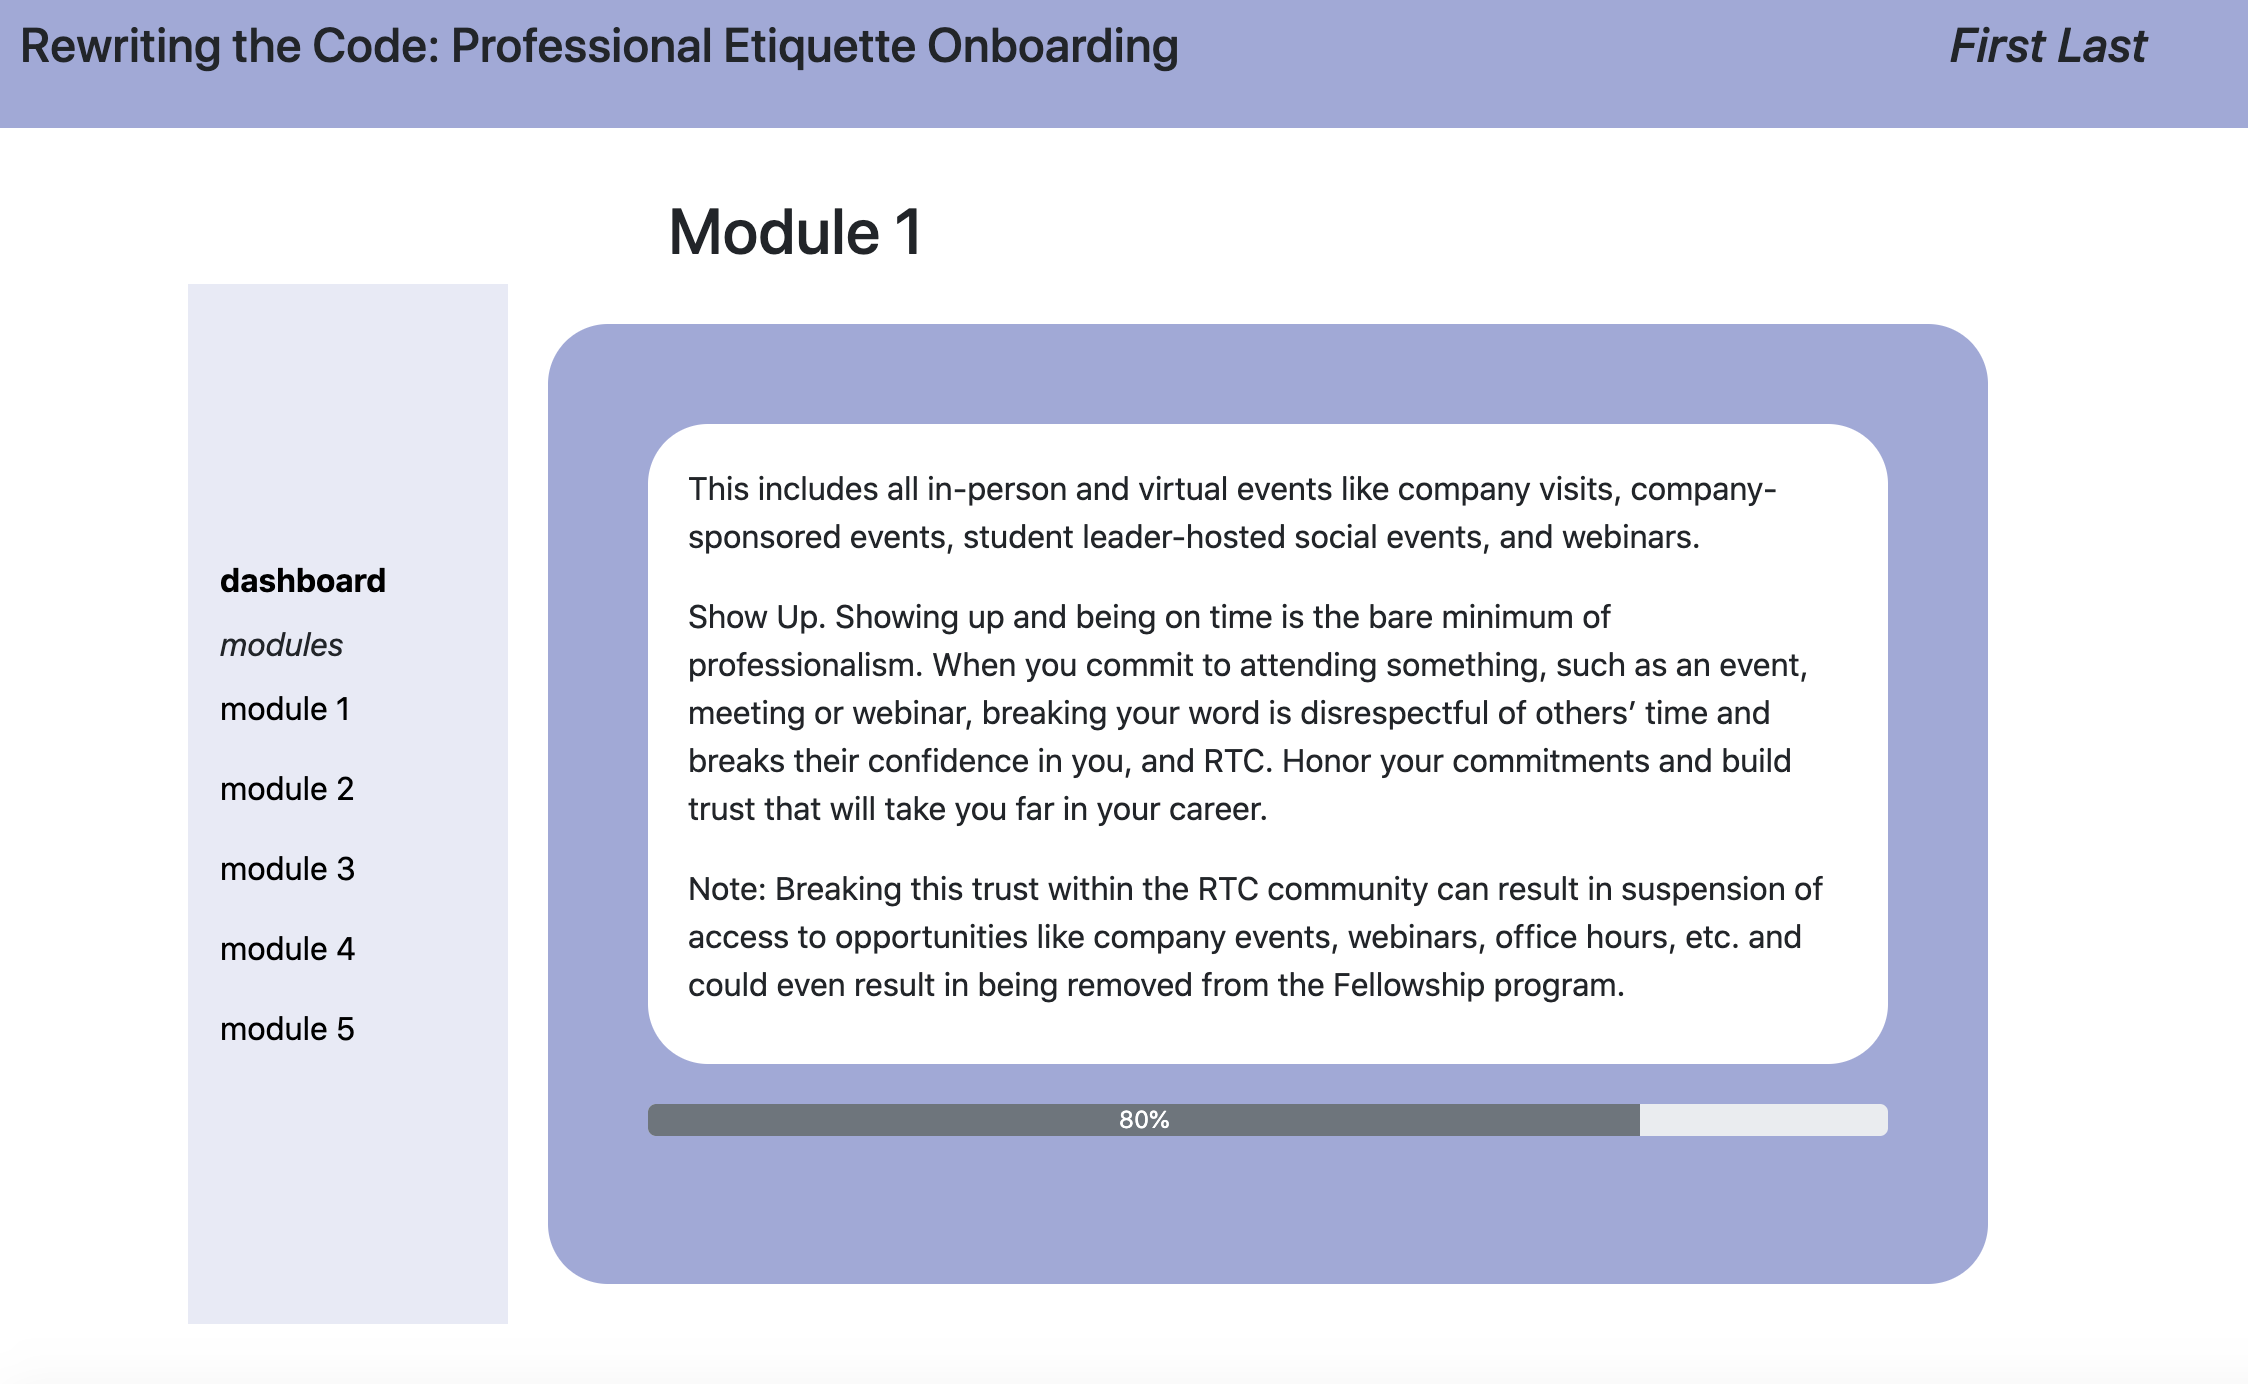 Rewriting the Code: Professional Etiquette Onboarding
First Last
Module 1
dashboard
modules
module 1
module 2
module 3
module 4
module 5
This includes all in-person and virtual events like company visits, company-
sponsored events, student leader-hosted social events, and webinars.
Show Up. Showing up and being on time is the bare minimum of
professionalism. When you commit to attending something, such as an event,
meeting or webinar, breaking your word is disrespectful of others’ time and
breaks their confidence in you, and RTC. Honor your commitments and build
trust that will take you far in your career.
Note: Breaking this trust within the RTC community can result in suspension of
access to opportunities like company events, webinars, office hours, etc. and
could even result in being removed from the Fellowship program.
80%